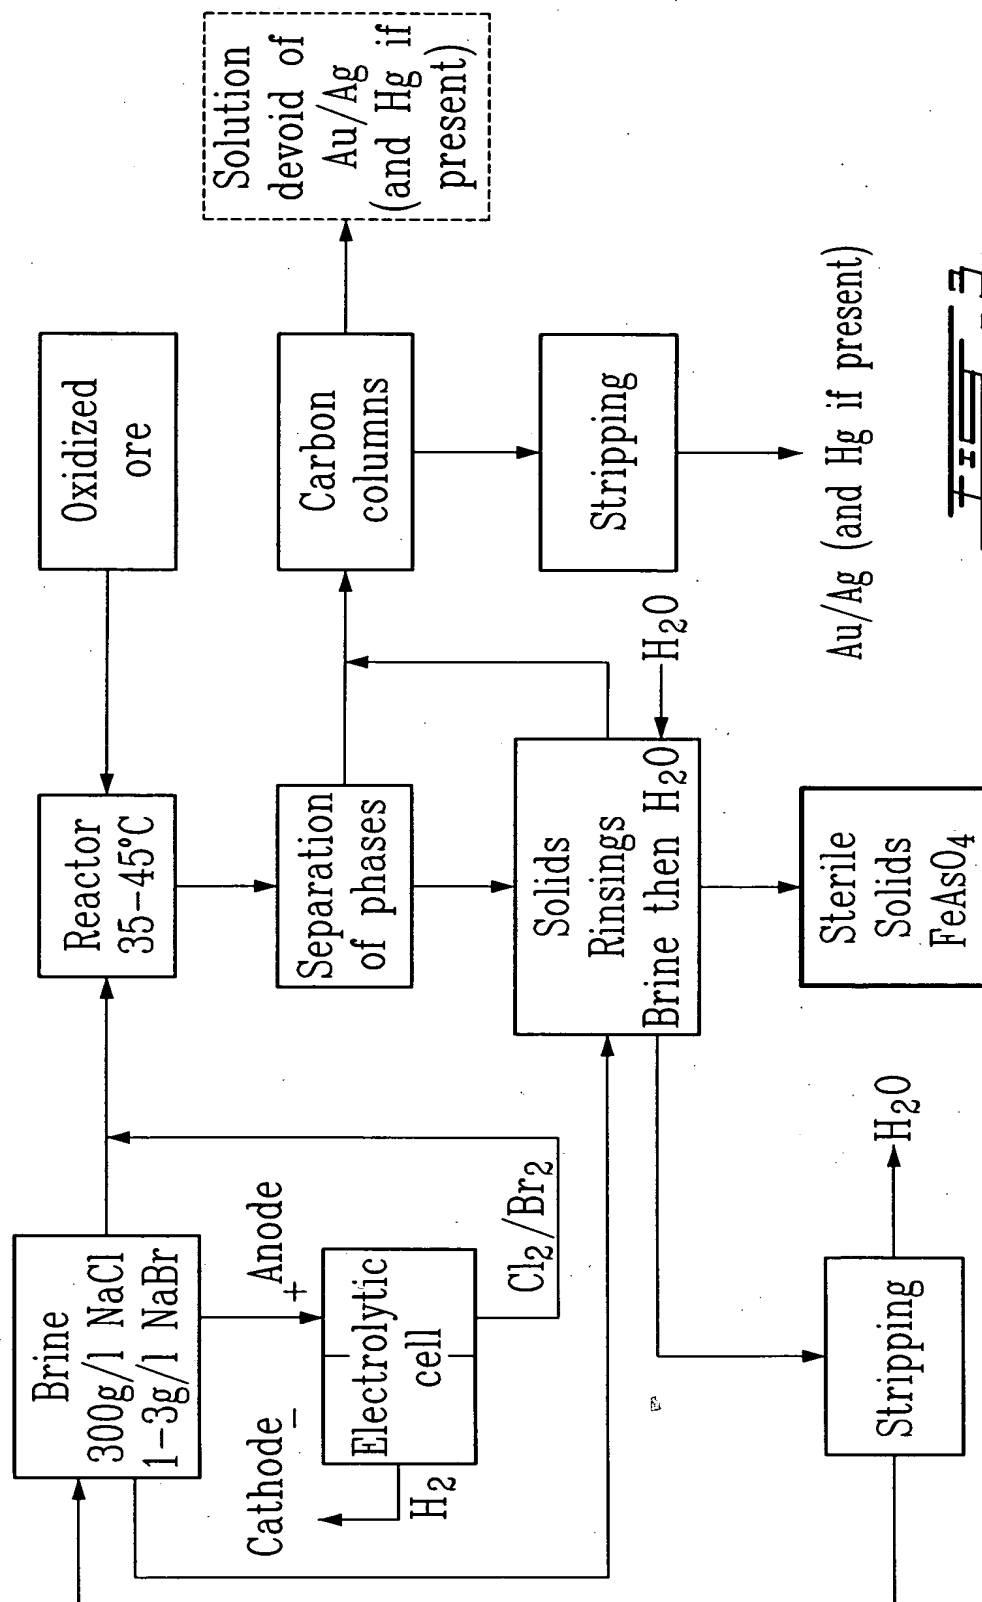 Brine
300g/l NaCl
1-3g/l NaBr
Reactor
35-45°C
Oxidized
ore
Cathode
-
+
Anode
Electrolytic
cell
H2
Cl2/Br2
Separation
of phases
Carbon
columns
Solution
devoid of
Au/Ag
(and Hg if
present)
Solids
Rinsings
Brine then H2O
H2O
Stripping
Stripping
H2O
Sterile
Solids
FeAsO4
Au/Ag (and Hg if present)